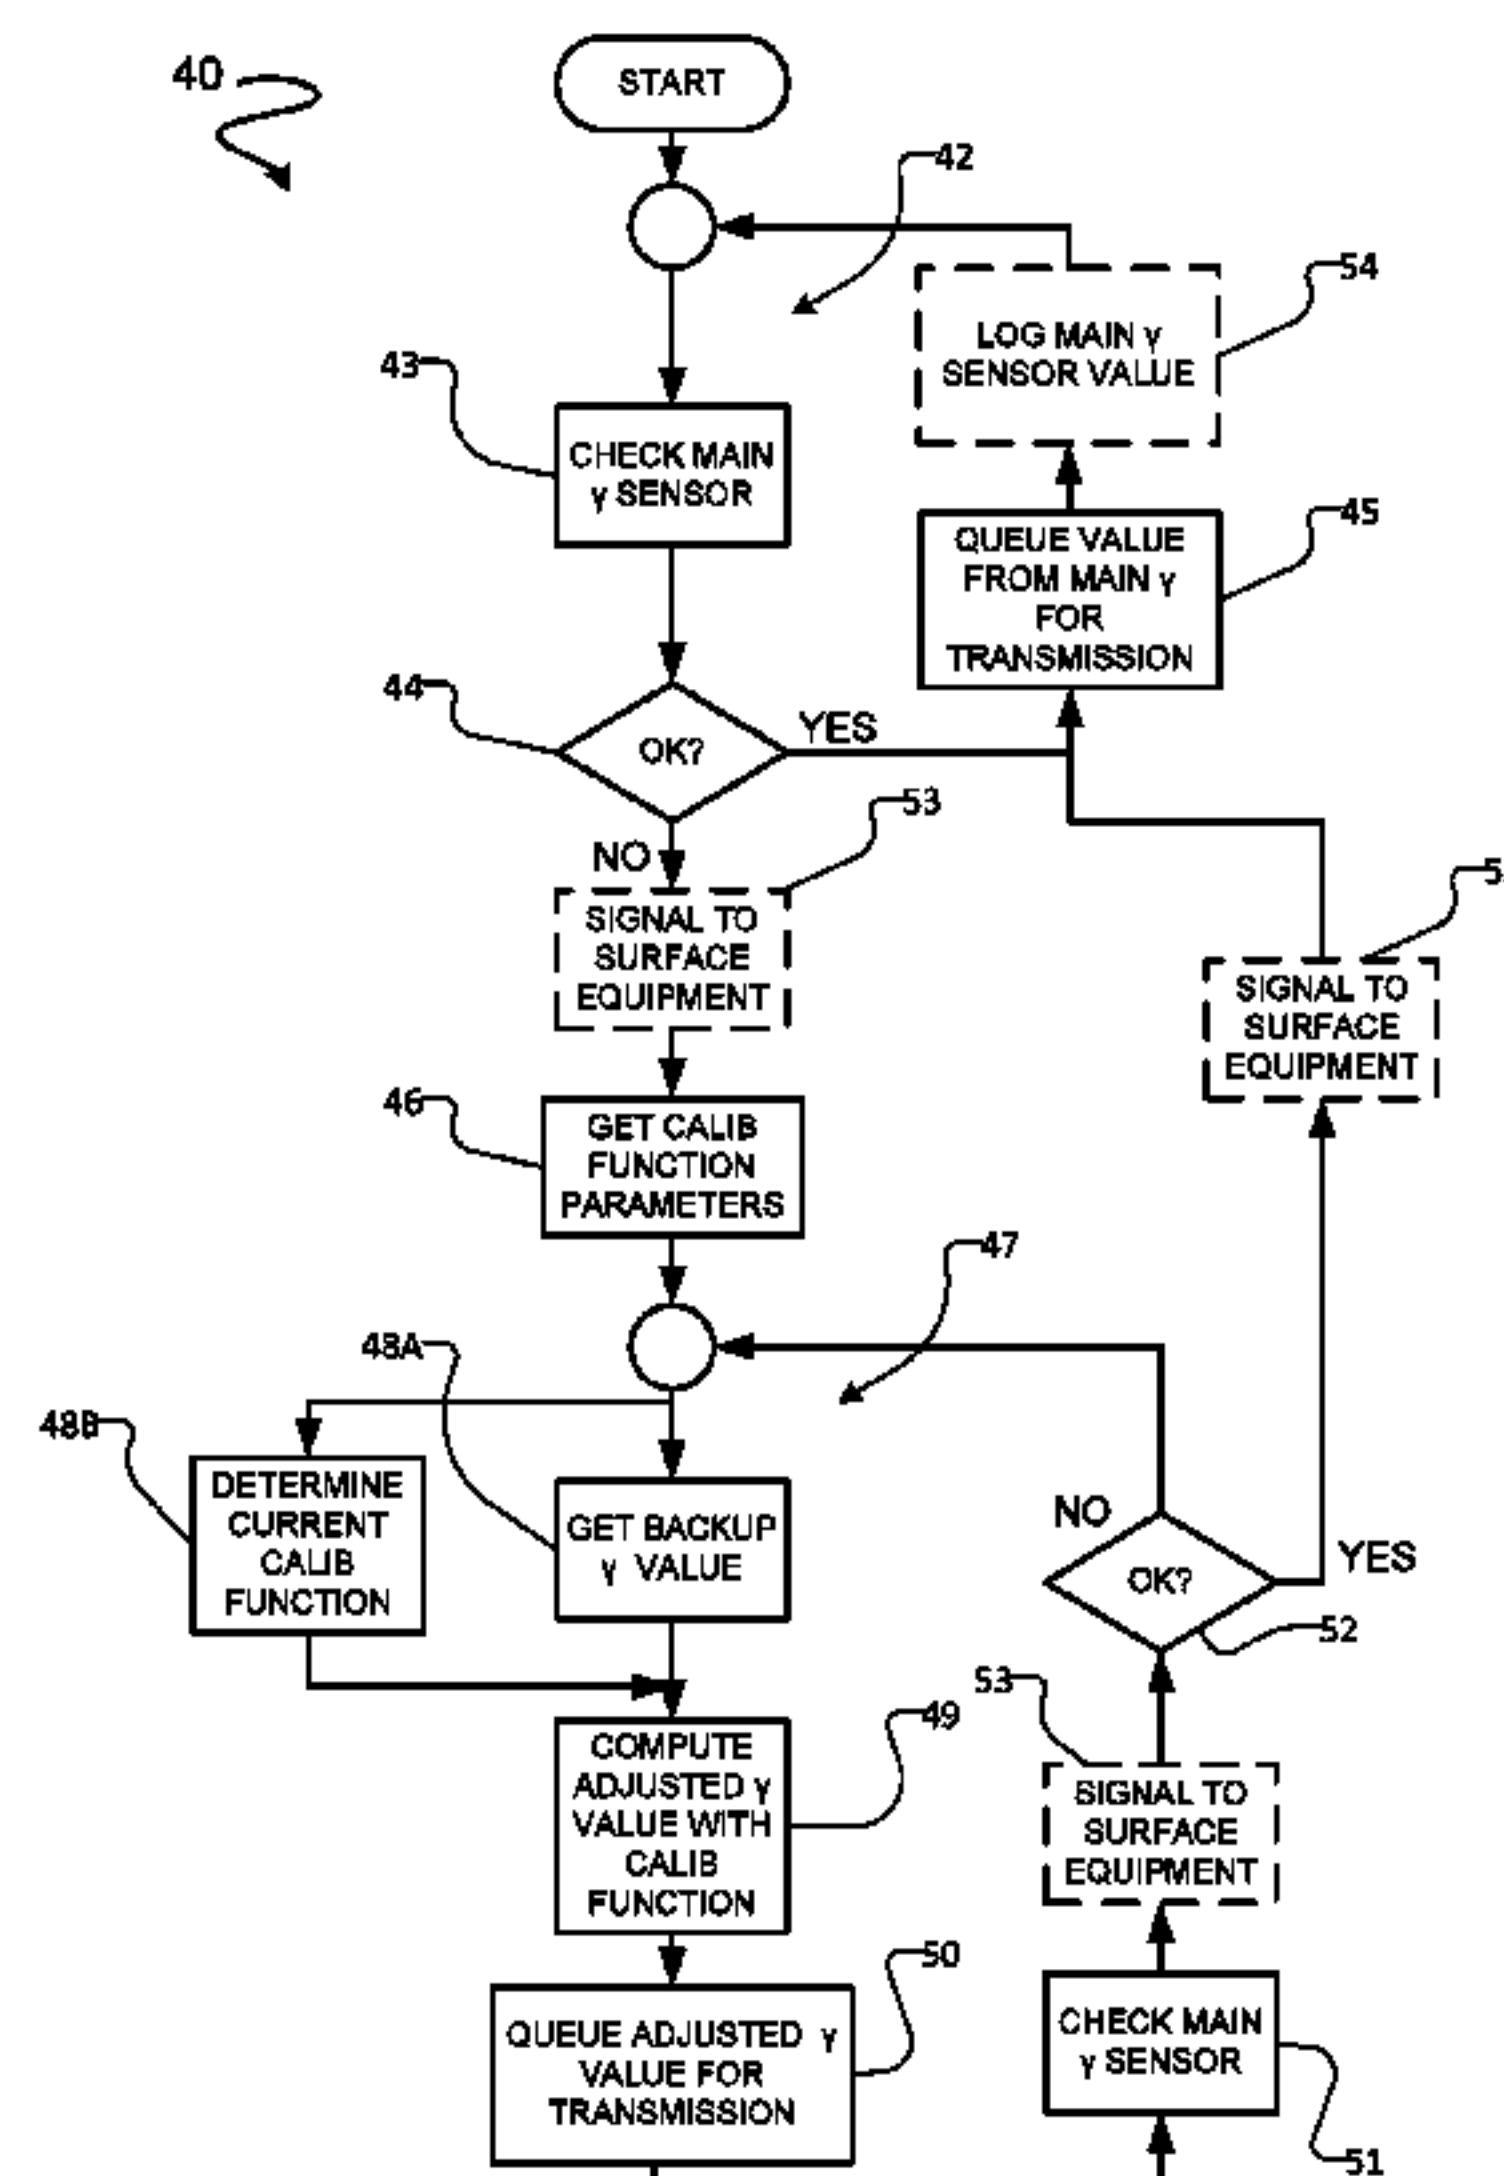 40
START
42
54
LOG MAIN γ
SENSOR VALUE
43
CHECK MAIN
γ SENSOR
45
QUEUE VALUE
FROM MAIN γ
FOR
TRANSMISSION
44
OK?
YES
53
NO
SIGNAL TO
SURFACE
EQUIPMENT
SIGNAL TO
SURFACE
EQUIPMENT
46
GET CALIB
FUNCTION
PARAMETERS
47
48A
48B
DETERMINE
CURRENT
CALIB
FUNCTION
GET BACKUP
γ VALUE
NO
OK?
YES
52
53
SIGNAL TO
SURFACE
EQUIPMENT
49
COMPUTE
ADJUSTED γ
VALUE WITH
CALIB
FUNCTION
50
QUEUE ADJUSTED γ
VALUE FOR
TRANSMISSION
CHECK MAIN
γ SENSOR
51